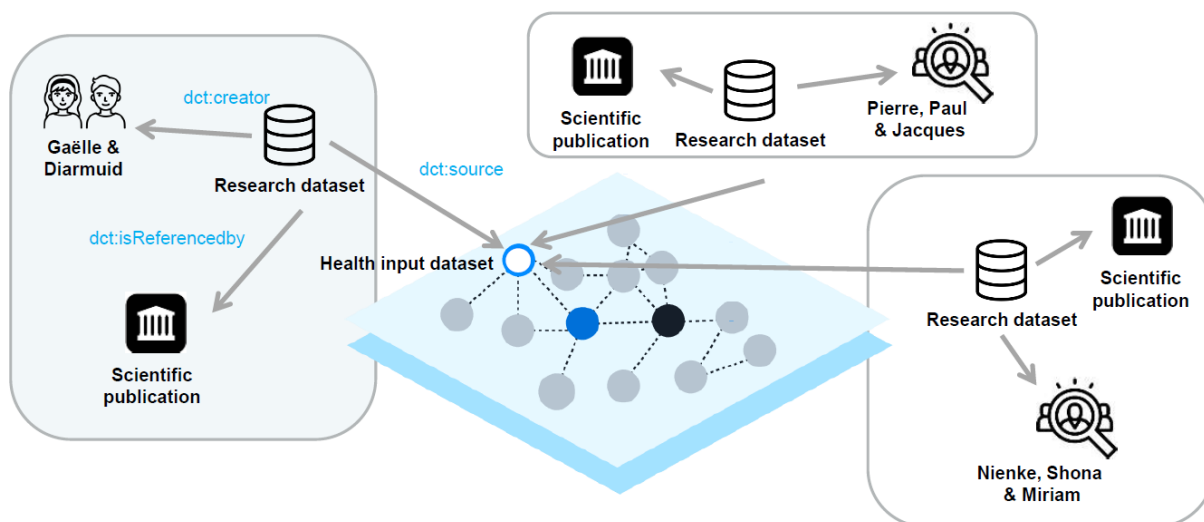 dct:creator
Gaëlle &
Diarmuid
Research dataset
dct:isReferencedby
Scientific
publication
Scientific
publication
Research dataset
Pierre, Paul
& Jacques
dct:source
Health input dataset
Scientific
publication
Research dataset
Nienke, Shona
& Miriam